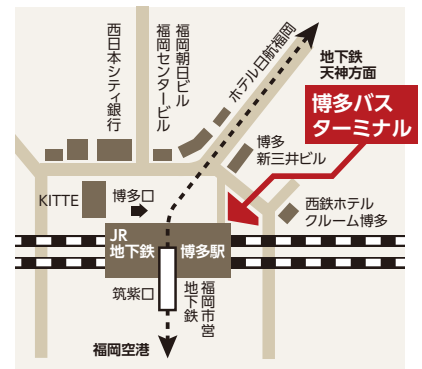 西日本シティ銀行
福岡センタービル
福岡朝日ビル
ホテル日航福岡
地下鉄
天神方面
博多バス
ターミナル
博多
新三井ビル
KITTE
博多口
西鉄ホテル
クルーム博多
JR
地下鉄
博多駅
筑紫口
福岡市営
地下鉄
福岡空港